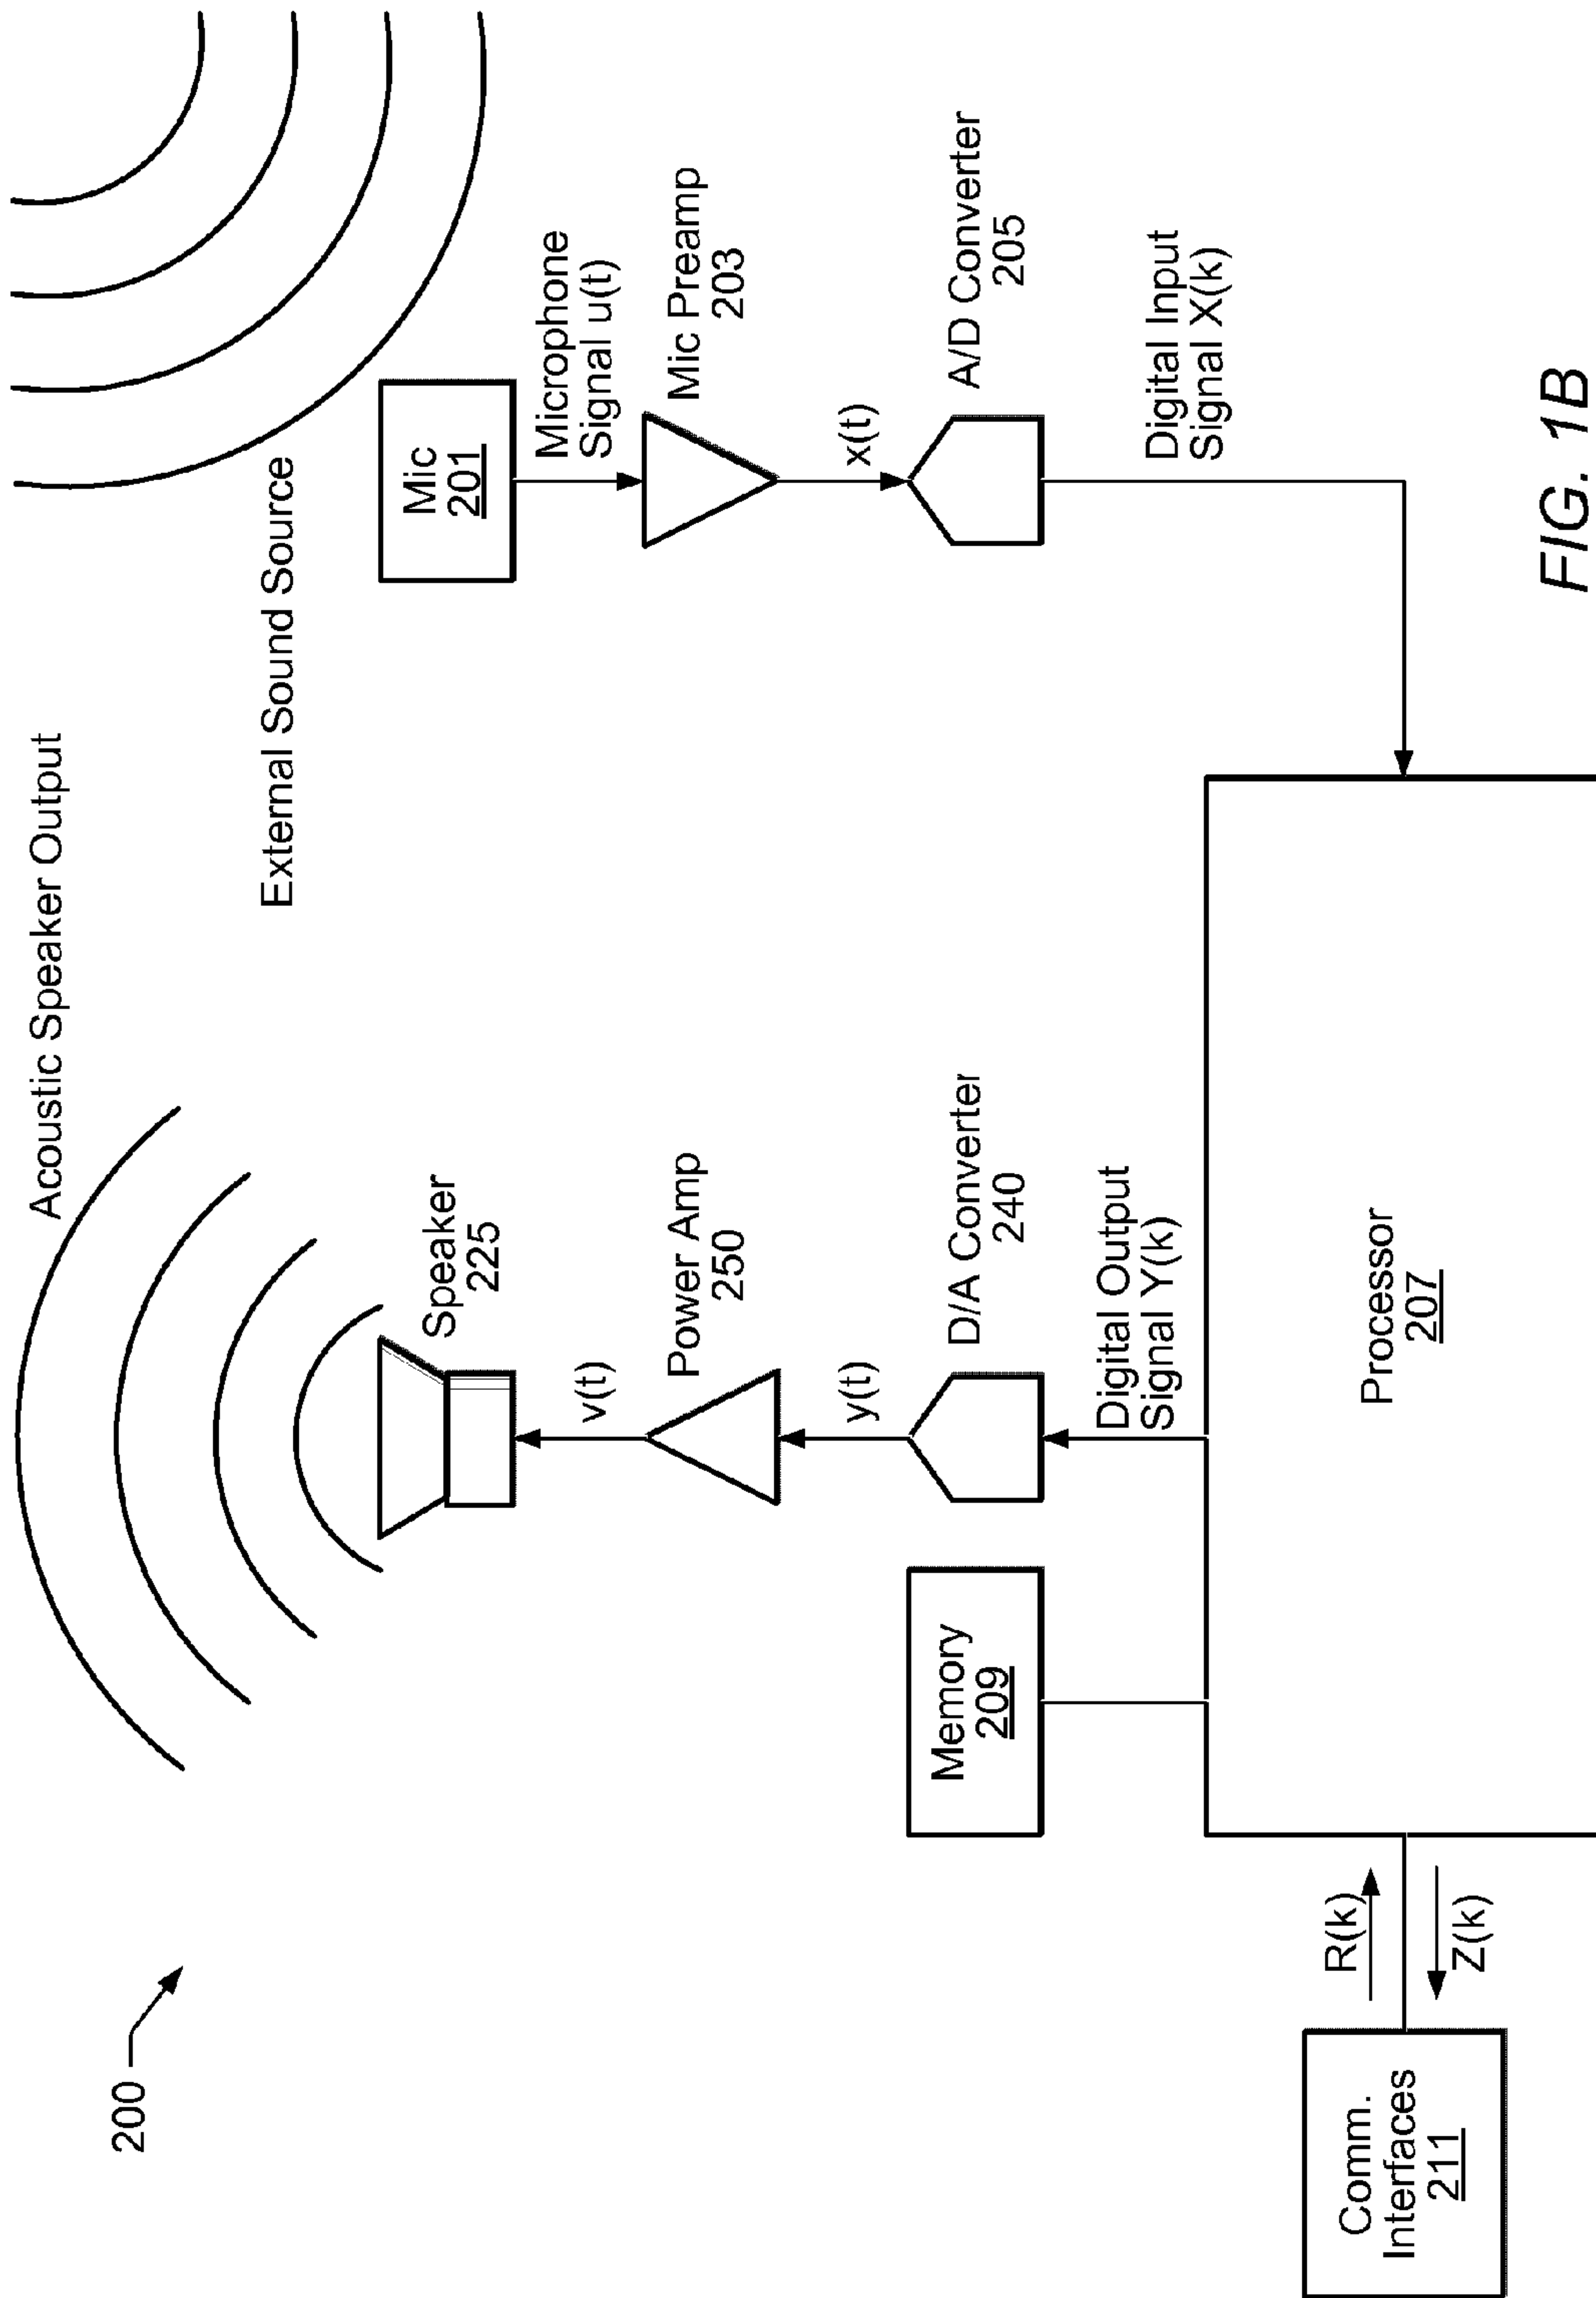 Acoustic Speaker Output
External Sound Source
200
Speaker
225
Mic
201
v(t)
Microphone
Signal u(t)
Power Amp
250
Mic Preamp
203
y(t)
x(t)
Memory
209
D/A Converter
240
A/D Converter
205
Digital Output
Signal Y(k)
Digital Input
Signal X(k)
R(k)
Z(k)
Comm.
Interfaces
211
Processor
207
FIG. 1B